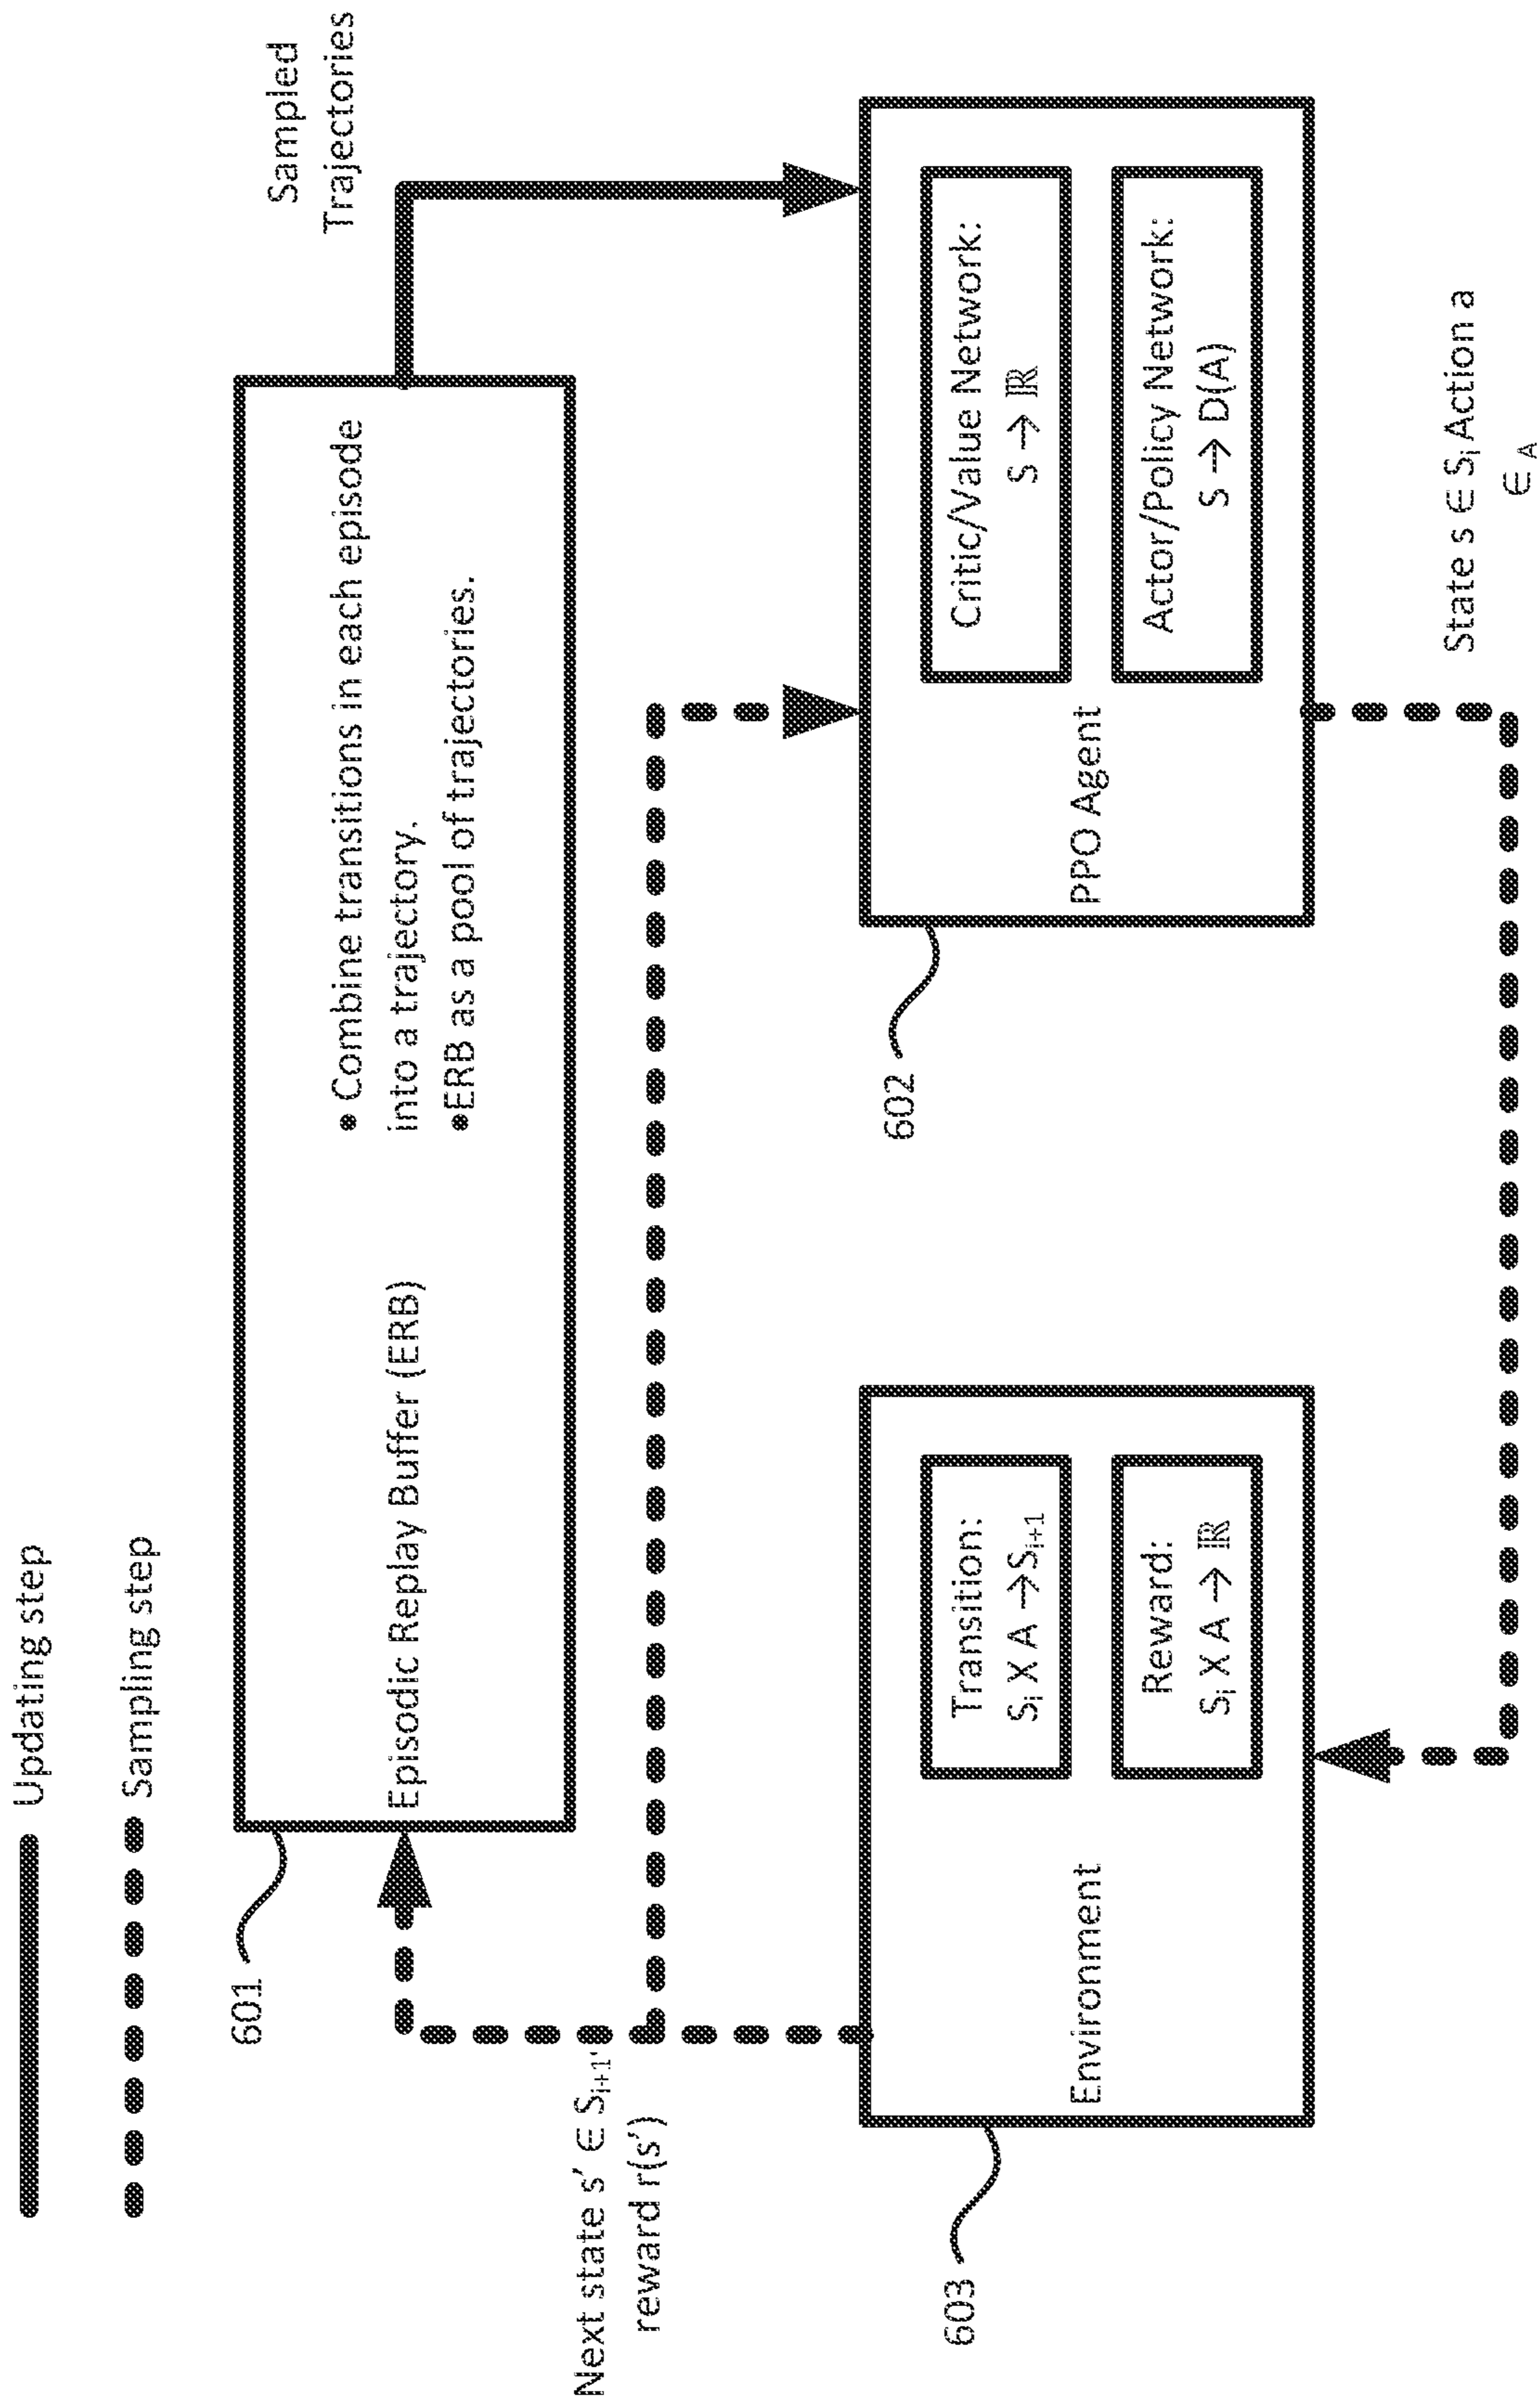 Updating step
Sampling step
Sampled
Trajectories
601
Episodic Replay Buffer (ERB)
• Combine transitions in each episode
into a trajectory.
•ERB as a pool of trajectories.
Next state s' ∈ Sᵢ₊₁,
reward r(s')
603
Environment
Transition:
Sᵢ X A →Sᵢ₊₁
Reward:
Sᵢ X A → ℝ
602
PPO Agent
Critic/Value Network:
S → ℝ
Actor/Policy Network:
S → D(A)
State s ∈ Sᵢ Action a
∈ A